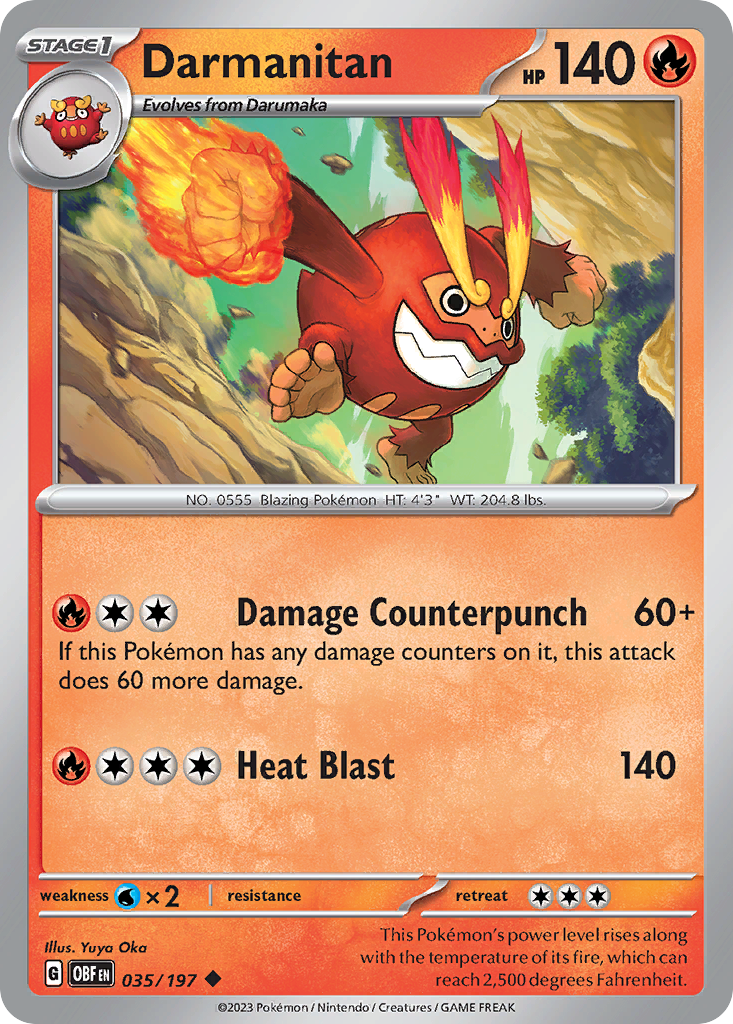 STAGE1
Darmanitan
HP 140
Evolves from Darumaka
NO. 0555 Blazing Pokémon HT: 4'3" WT: 204.8 lbs.
Damage Counterpunch 60+
If this Pokémon has any damage counters on it, this attack
does 60 more damage.
Heat Blast 140
weakness ×2 resistance retreat
Illus. Yuya Oka
G OBF EN 035/197
This Pokémon's power level rises along
with the temperature of its fire, which can
reach 2,500 degrees Fahrenheit.
©2023 Pokémon / Nintendo / Creatures / GAME FREAK